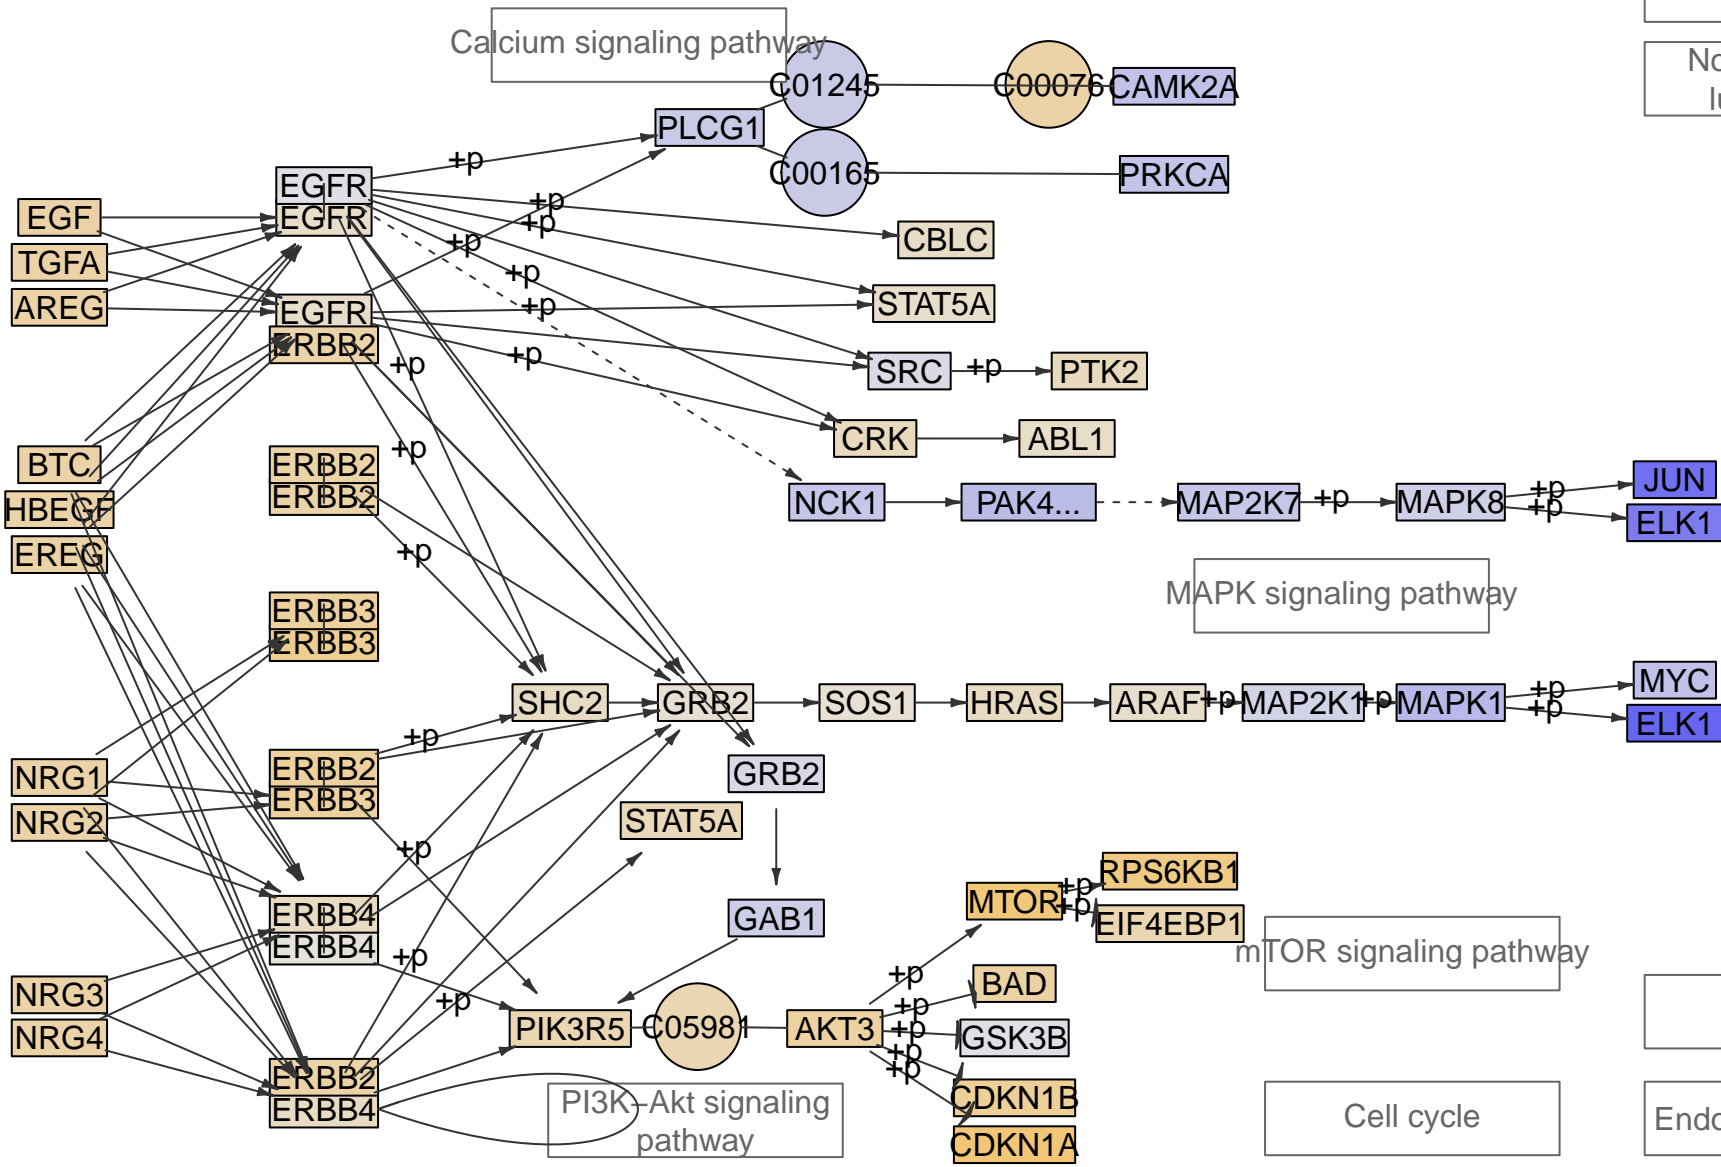 Calcium signaling pathway
C01245
C00076
CAMK2A
No
lu
PLCG1
+p
C00165
PRKCA
EGFR
EGFR
EGF
+p
+p
CBLC
TGFA
+p
+p
AREG
EGFR
+p
STAT5A
ERBB2
+p
+p
SRC
+p
PTK2
CRK
ABL1
BTC
ERBB2
+p
ERBB2
HBEGF
NCK1
PAK4...
MAP2K7
+p
MAPK8
+p
+p
JUN
ELK1
EREG
+p
MAPK signaling pathway
ERBB3
ERBB3
SHC2
GRB2
SOS1
HRAS
ARAF
+p
MAP2K1
+p
MAPK1
+p
+p
MYC
ELK1
+p
NRG1
ERBB2
ERBB3
GRB2
NRG2
STAT5A
+p
RPS6KB1
+p
+p
MTOR
EIF4EBP1
ERBB4
ERBB4
GAB1
mTOR signaling pathway
+p
+p
BAD
NRG3
+p
+p
NRG4
PIK3R5
C05981
AKT3
+p
GSK3B
+p
+p
ERBB2
ERBB4
CDKN1B
CDKN1A
PI3K−Akt signaling
pathway
Cell cycle
Endo